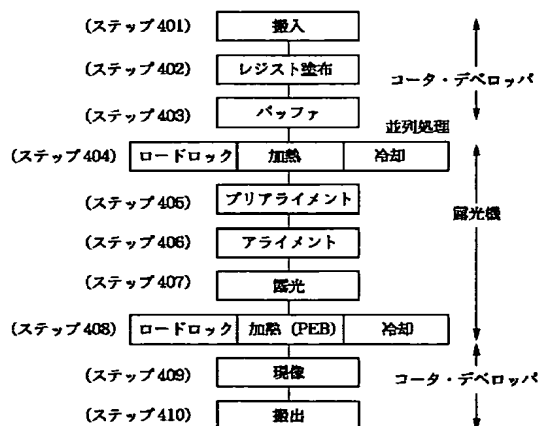 (ステップ401) 搬入
(ステップ402) レジスト塗布
コータ・デベロッパ
(ステップ403) バッファ
並列処理
(ステップ404) ロードロック 加熱 冷却
(ステップ405) プリアライメント
露光機
(ステップ406) アライメント
(ステップ407) 露光
(ステップ408) ロードロック 加熱 (PEB) 冷却
(ステップ409) 現像
コータ・デベロッパ
(ステップ410) 搬出